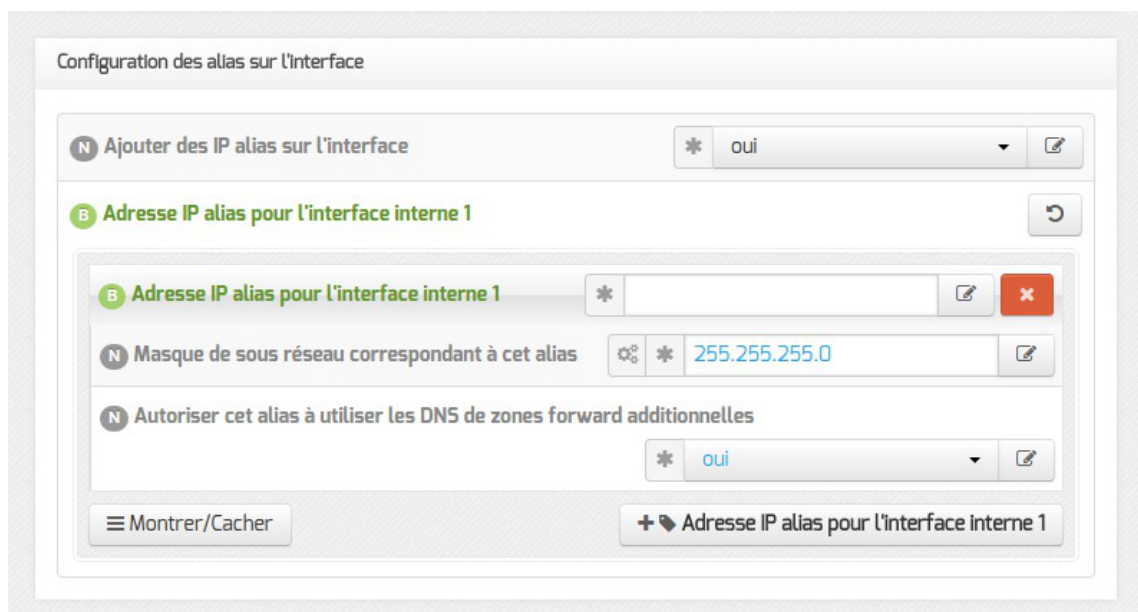 Configuration des alias sur l'interface
N Ajouter des IP alias sur l'interface * oui
B Adresse IP alias pour l'interface interne 1
B Adresse IP alias pour l'interface interne 1 *
N Masque de sous réseau correspondant à cet alias * 255.255.255.0
N Autoriser cet alias à utiliser les DNS de zones forward additionnelles
* oui
Montrer/Cacher + Adresse IP alias pour l'interface interne 1